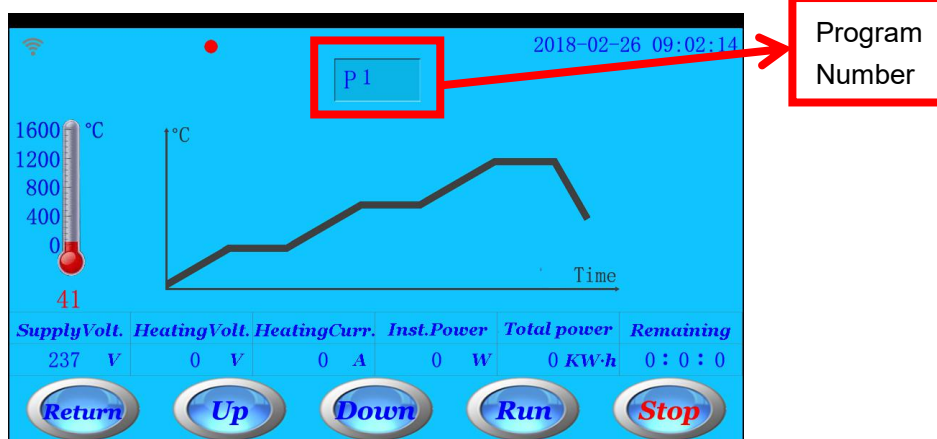 2018-02-26 09:02:14
Program
Number
P 1
1600 °C
1200
800
400
0
41
°C
Time
SupplyVolt. HeatingVolt. HeatingCurr. Inst.Power Total power Remaining
237 V 0 V 0 A 0 W 0 KW·h 0:0:0
Return Up Down Run Stop